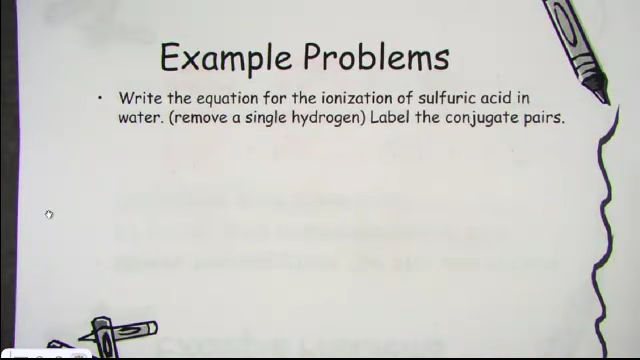 Example Problems
• Write the equation for the ionization of sulfuric acid in
water. (remove a single hydrogen) Label the conjugate pairs.